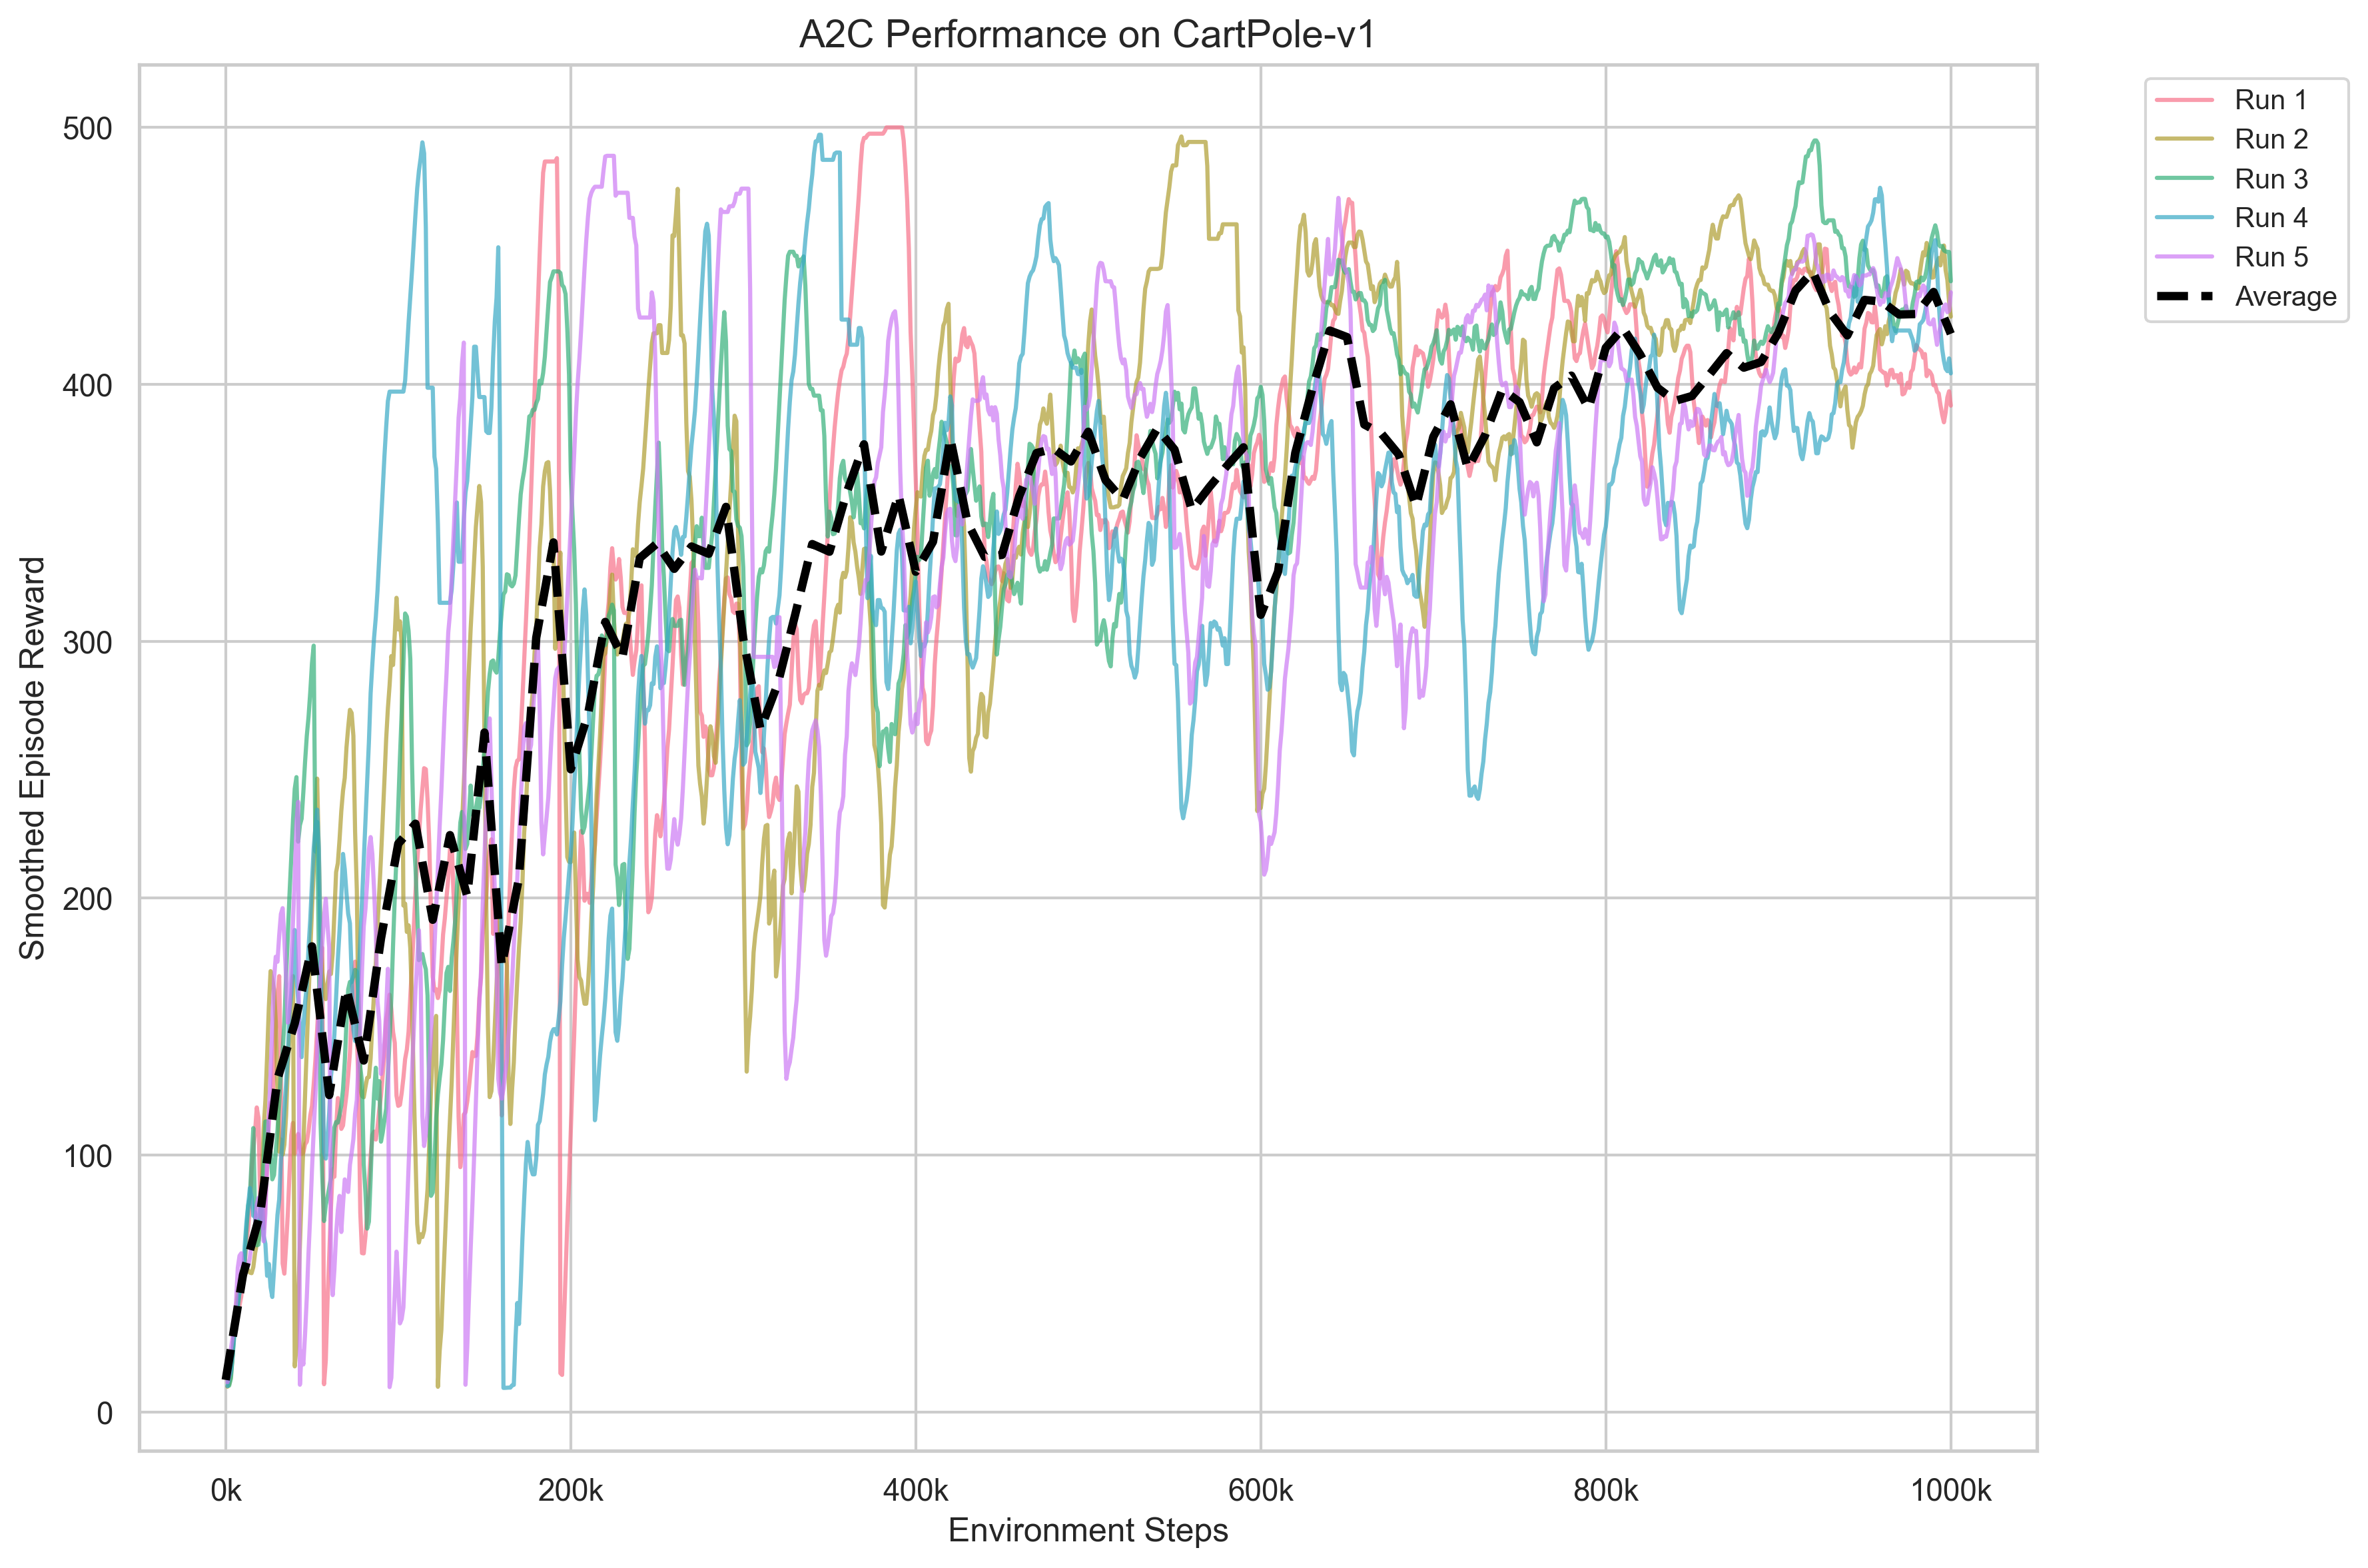 A2C Performance on CartPole-v1
Run 1
Run 2
Run 3
Run 4
Run 5
Average
Smoothed Episode Reward
500
400
300
200
100
0
0k 200k 400k 600k 800k 1000k
Environment Steps